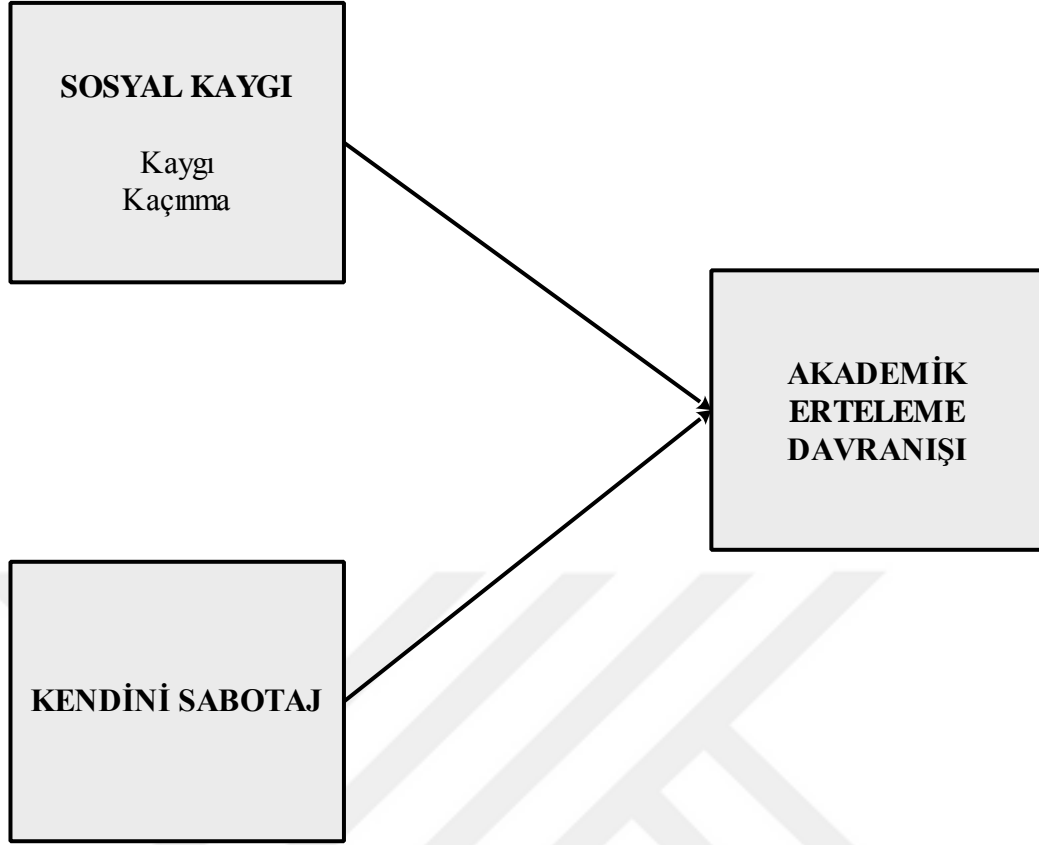 SOSYAL KAYGI
Kaygı
Kaçınma
AKADEMİK
ERTELEME
DAVRANIŞI
KENDİNİ SABOTAJ